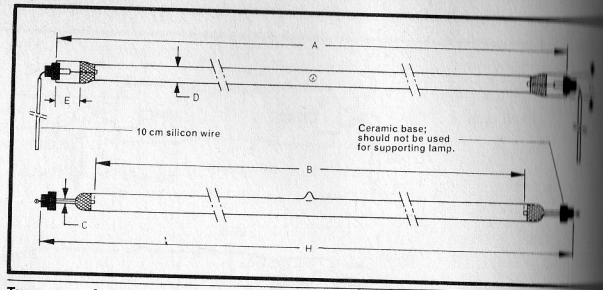 A
D
E
10 cm silicon wire
Ceramic base;
should not be used
for supporting lamp.
B
C
H